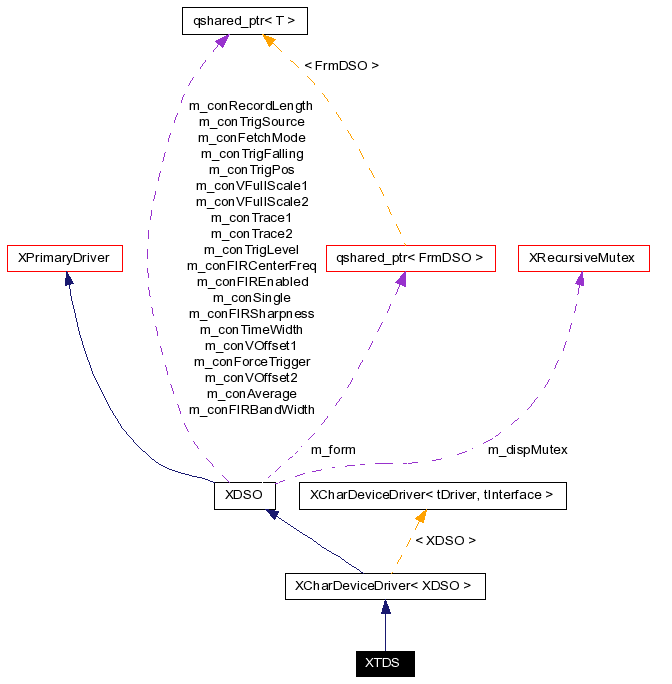 qshared_ptr< T >
< FrmDSO >
m_conRecordLength
m_conTrigSource
m_conFetchMode
m_conTrigFalling
m_conTrigPos
m_conVFullScale1
m_conVFullScale2
m_conTrace1
m_conTrace2
m_conTrigLevel
m_conFIRCenterFreq
m_conFIREnabled
m_conSingle
m_conFIRSharpness
m_conTimeWidth
m_conVOffset1
m_conForceTrigger
m_conVOffset2
m_conAverage
m_conFIRBandWidth
XPrimaryDriver
qshared_ptr< FrmDSO >
XRecursiveMutex
m_form
m_dispMutex
XDSO
XCharDeviceDriver< tDriver, tInterface >
< XDSO >
XCharDeviceDriver< XDSO >
XTDS